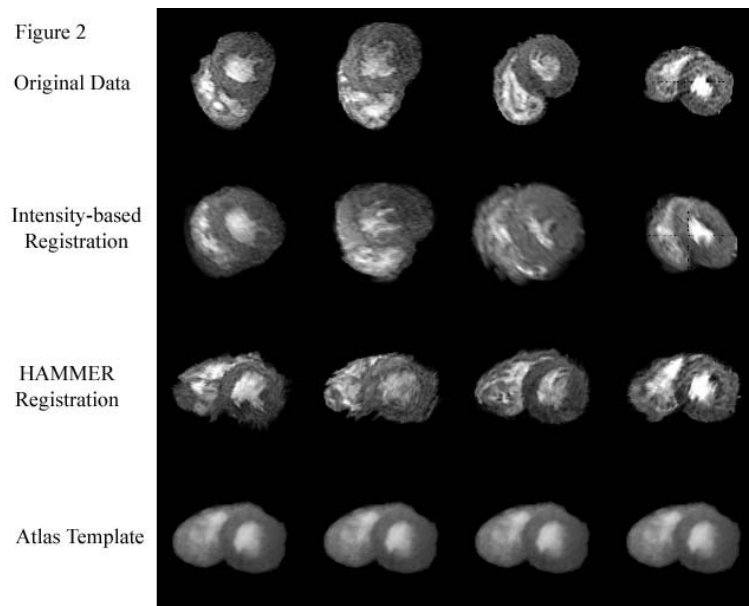 Figure 2
Original Data
Intensity-based
Registration
HAMMER
Registration
Atlas Template